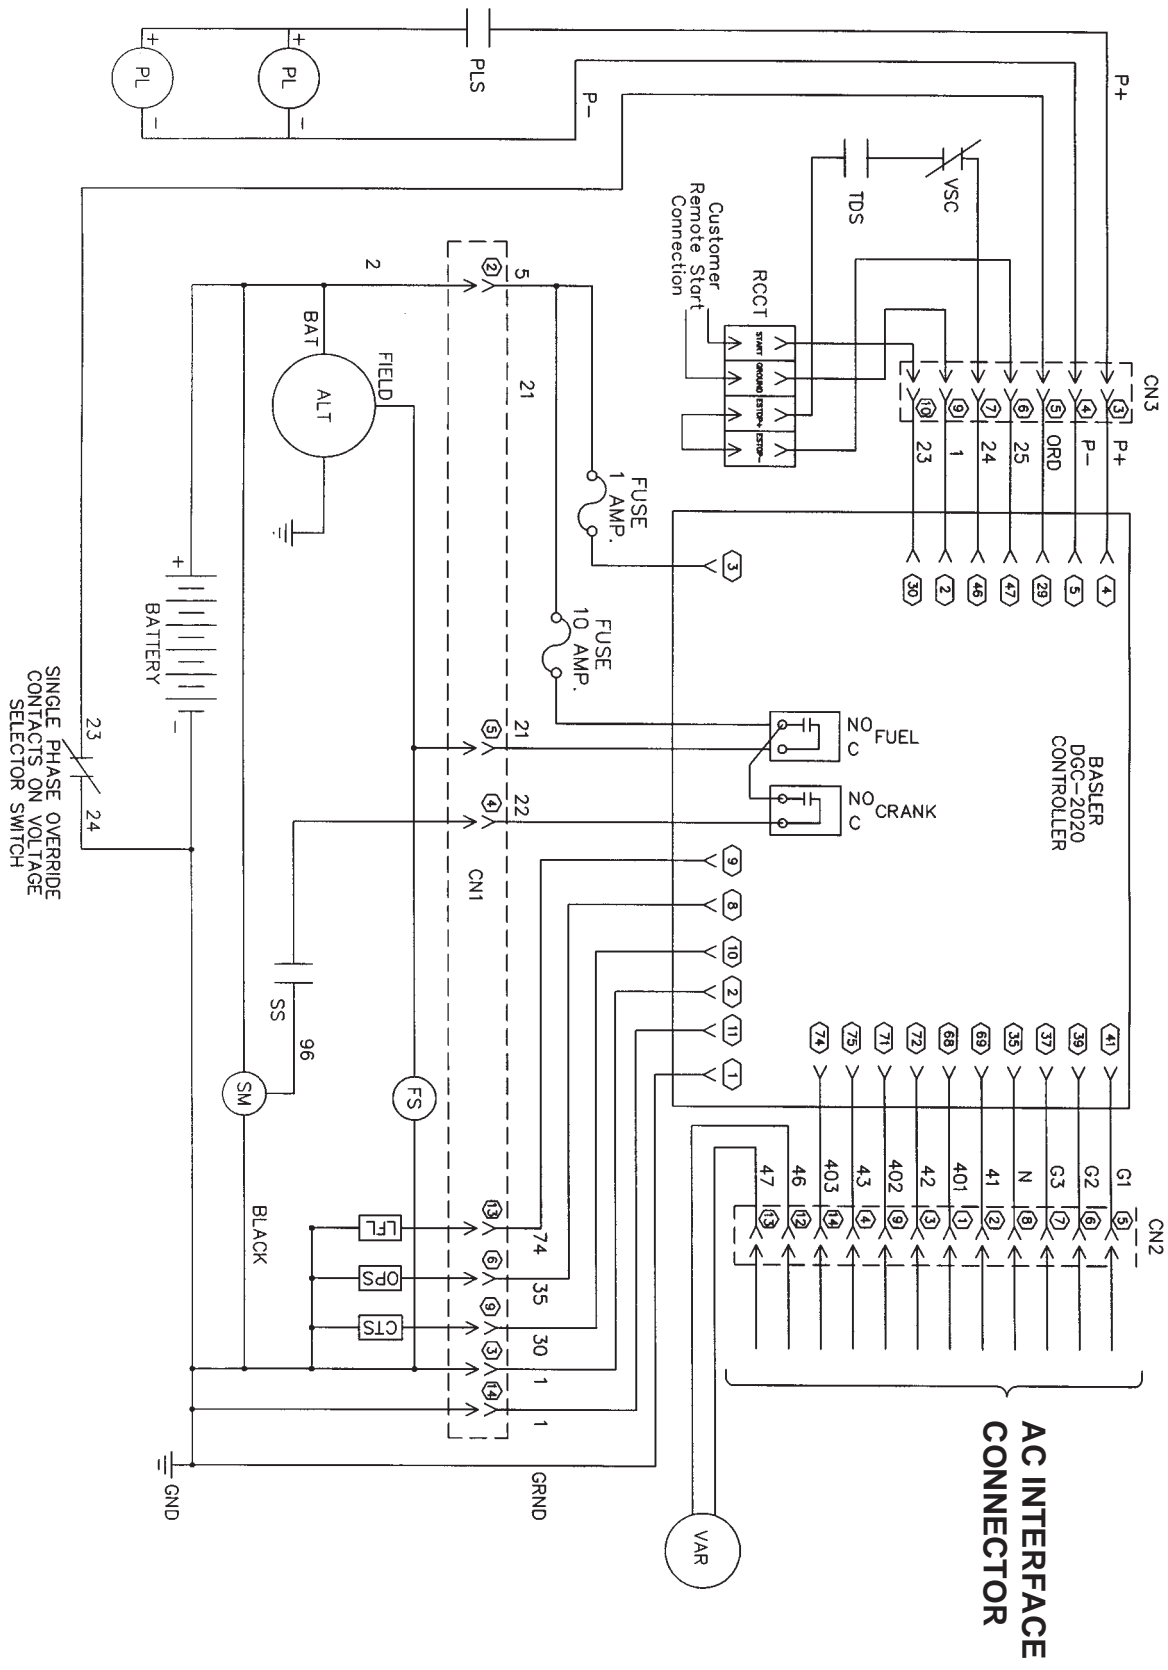 P+
PLS
PL
+
-
PL
+
-
P-
VSC
TDS
Customer
Remote Start
Connection
RCCT
START
GROUND
ESTOP+
ESTOP-
CN3
3
4
5
6
7
9
10
P+
P-
ORD
25
24
1
23
4
5
29
47
46
2
30
BASLER
DGC-2020
CONTROLLER
2
2
5
21
BAT
FIELD
ALT
FUSE
1 AMP.
3
FUSE
10 AMP.
NO
C
FUEL
NO
C
CRANK
+
BATTERY
-
5
21
4
22
CN1
SINGLE PHASE OVERRIDE
CONTACTS ON VOLTAGE
SELECTOR SWITCH
23
24
SS
96
SM
FS
9
8
10
2
11
1
41
39
37
35
69
68
72
71
75
74
G1
G2
G3
N
41
401
42
402
43
403
46
47
CN2
5
6
7
8
2
1
3
9
4
14
12
13
BLACK
LFL
OPS
CTS
13
6
9
3
14
74
35
30
1
1
GRND
GND
VAR
AC INTERFACE
CONNECTOR